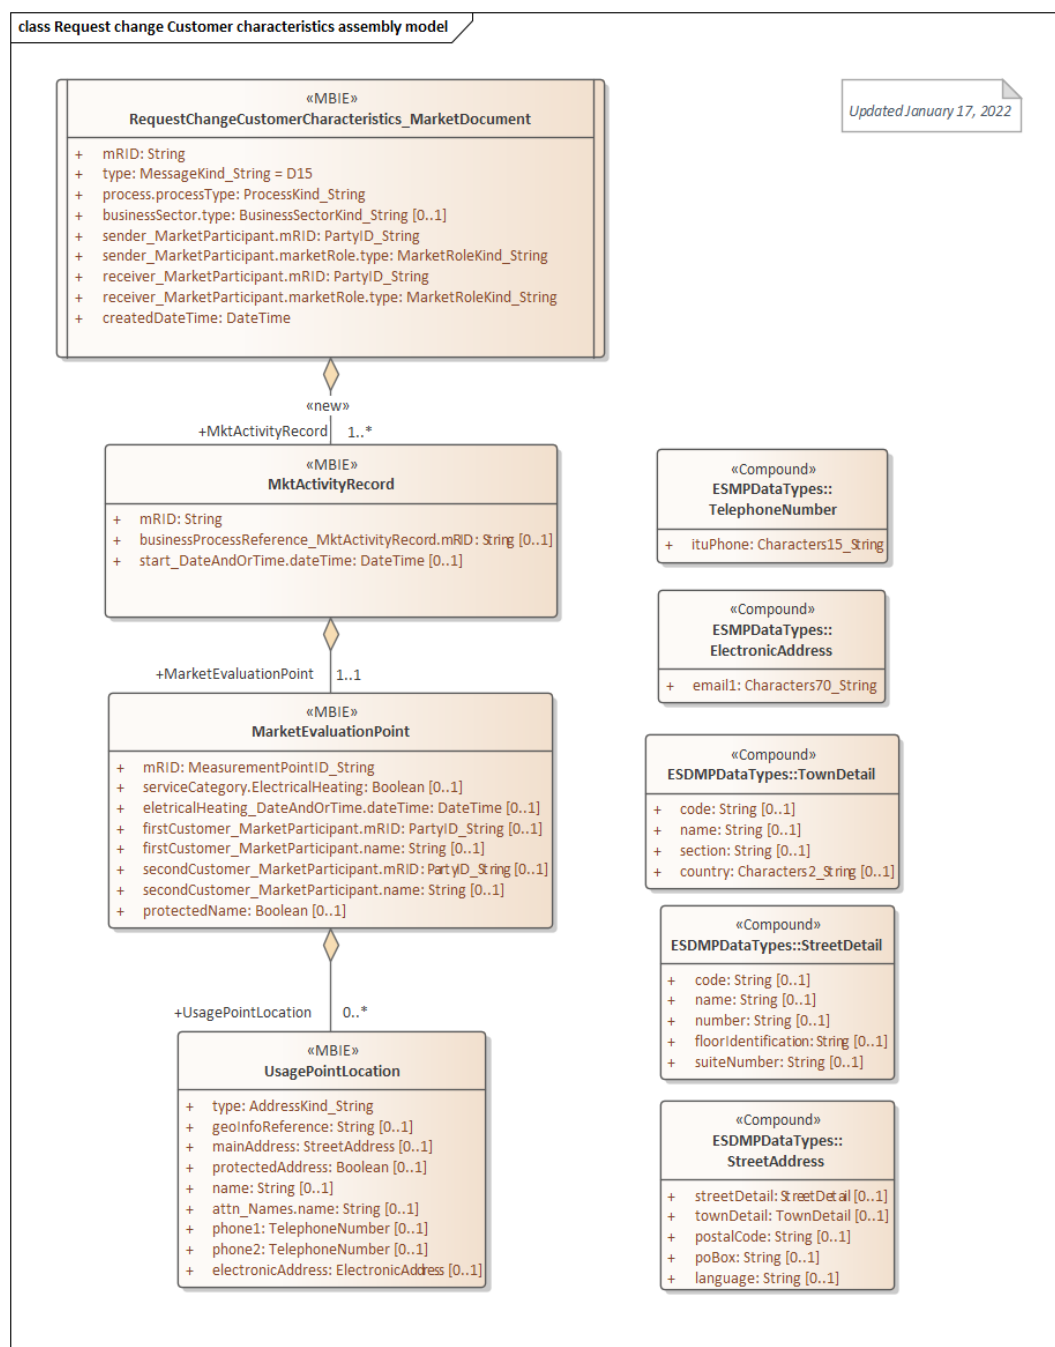 class Request change Customer characteristics assembly model
Updated January 17, 2022
«MBIE»
RequestChangeCustomerCharacteristics_MarketDocument
+ mRID: String
+ type: MessageKind_String = D15
+ process.processType: ProcessKind_String
+ businessSector.type: BusinessSectorKind_String [0..1]
+ sender_MarketParticipant.mRID: PartyID_String
+ sender_MarketParticipant.marketRole.type: MarketRoleKind_String
+ receiver_MarketParticipant.mRID: PartyID_String
+ receiver_MarketParticipant.marketRole.type: MarketRoleKind_String
+ createdDateTime: DateTime
«new»
+MktActivityRecord 1..*
«MBIE»
MktActivityRecord
+ mRID: String
+ businessProcessReference_MktActivityRecord.mRID: String [0..1]
+ start_DateAndOrTime.dateTime: DateTime [0..1]
+MarketEvaluationPoint 1..1
«MBIE»
MarketEvaluationPoint
+ mRID: MeasurementPointID_String
+ serviceCategory.ElectricalHeating: Boolean [0..1]
+ eletricalHeating_DateAndOrTime.dateTime: DateTime [0..1]
+ firstCustomer_MarketParticipant.mRID: PartyID_String [0..1]
+ firstCustomer_MarketParticipant.name: String [0..1]
+ secondCustomer_MarketParticipant.mRID: PartyID_String [0..1]
+ secondCustomer_MarketParticipant.name: String [0..1]
+ protectedName: Boolean [0..1]
+UsagePointLocation 0..*
«MBIE»
UsagePointLocation
+ type: AddressKind_String
+ geoInfoReference: String [0..1]
+ mainAddress: StreetAddress [0..1]
+ protectedAddress: Boolean [0..1]
+ name: String [0..1]
+ attn_Names.name: String [0..1]
+ phone1: TelephoneNumber [0..1]
+ phone2: TelephoneNumber [0..1]
+ electronicAddress: ElectronicAddress [0..1]
«Compound»
ESMPDataTypes::
TelephoneNumber
+ ituPhone: Characters15_String
«Compound»
ESMPDataTypes::
ElectronicAddress
+ email1: Characters70_String
«Compound»
ESDMPDataTypes::TownDetail
+ code: String [0..1]
+ name: String [0..1]
+ section: String [0..1]
+ country: Characters2_String [0..1]
«Compound»
ESDMPDataTypes::StreetDetail
+ code: String [0..1]
+ name: String [0..1]
+ number: String [0..1]
+ floorIdentification: String [0..1]
+ suiteNumber: String [0..1]
«Compound»
ESDMPDataTypes::
StreetAddress
+ streetDetail: StreetDetail [0..1]
+ townDetail: TownDetail [0..1]
+ postalCode: String [0..1]
+ poBox: String [0..1]
+ language: String [0..1]